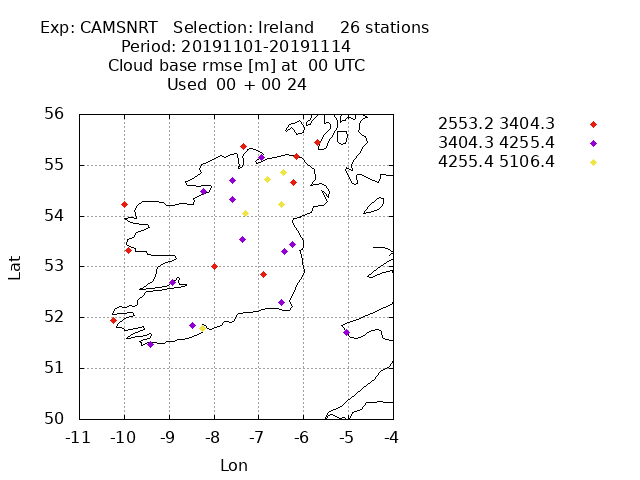 Exp: CAMSNRT   Selection: Ireland     26 stations
Period: 20191101-20191114
Cloud base rmse [m] at  00 UTC
Used  00 + 00 24
2553.2 3404.3
3404.3 4255.4
4255.4 5106.4
56
55
54
53
52
51
50
Lat
-11 -10 -9 -8 -7 -6 -5 -4
Lon